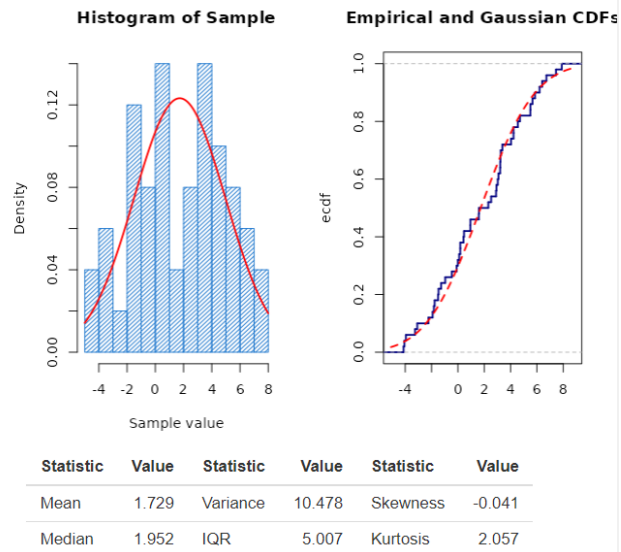 Histogram of Sample
Density
0.00 0.04 0.08 0.12
-4 -2 0 2 4 6 8
Sample value
Empirical and Gaussian CDFs
ecdf
0.0 0.2 0.4 0.6 0.8 1.0
-4 0 2 4 6 8
Statistic Value Statistic Value Statistic Value
Mean 1.729 Variance 10.478 Skewness -0.041
Median 1.952 IQR 5.007 Kurtosis 2.057